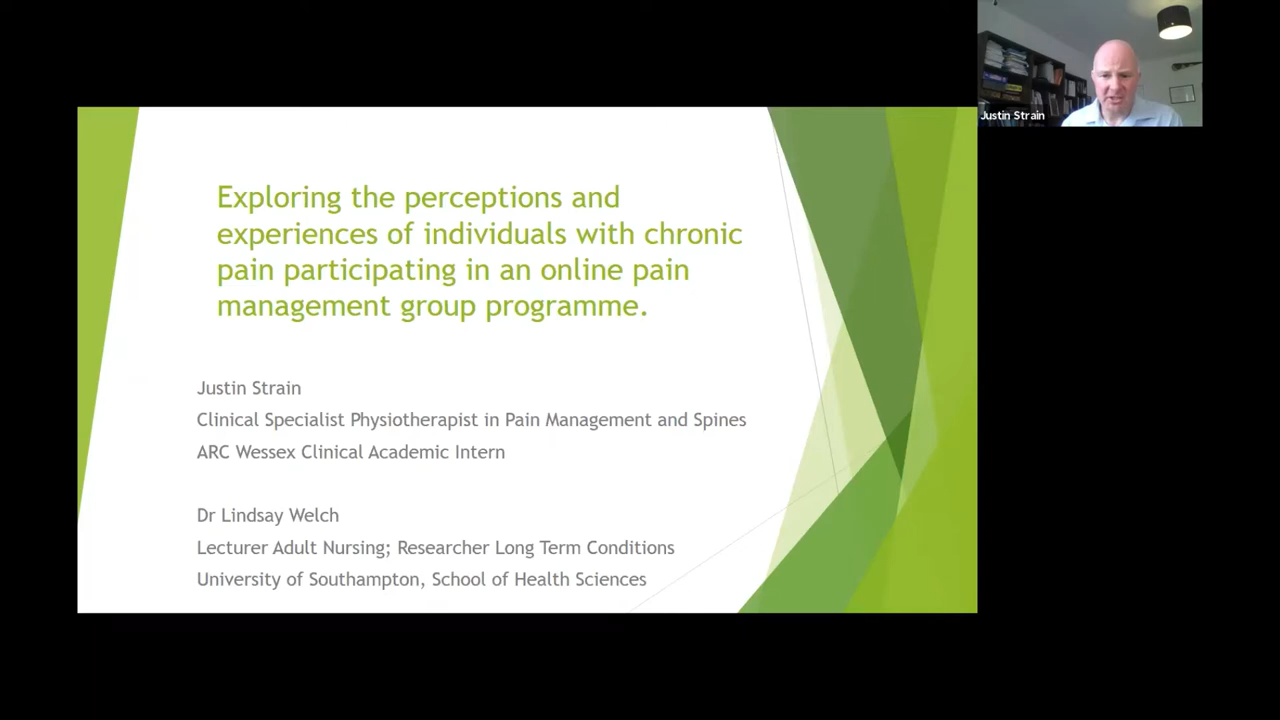 Justin Strain
Exploring the perceptions and
experiences of individuals with chronic
pain participating in an online pain
management group programme.
Justin Strain
Clinical Specialist Physiotherapist in Pain Management and Spines
ARC Wessex Clinical Academic Intern
Dr Lindsay Welch
Lecturer Adult Nursing; Researcher Long Term Conditions
University of Southampton, School of Health Sciences